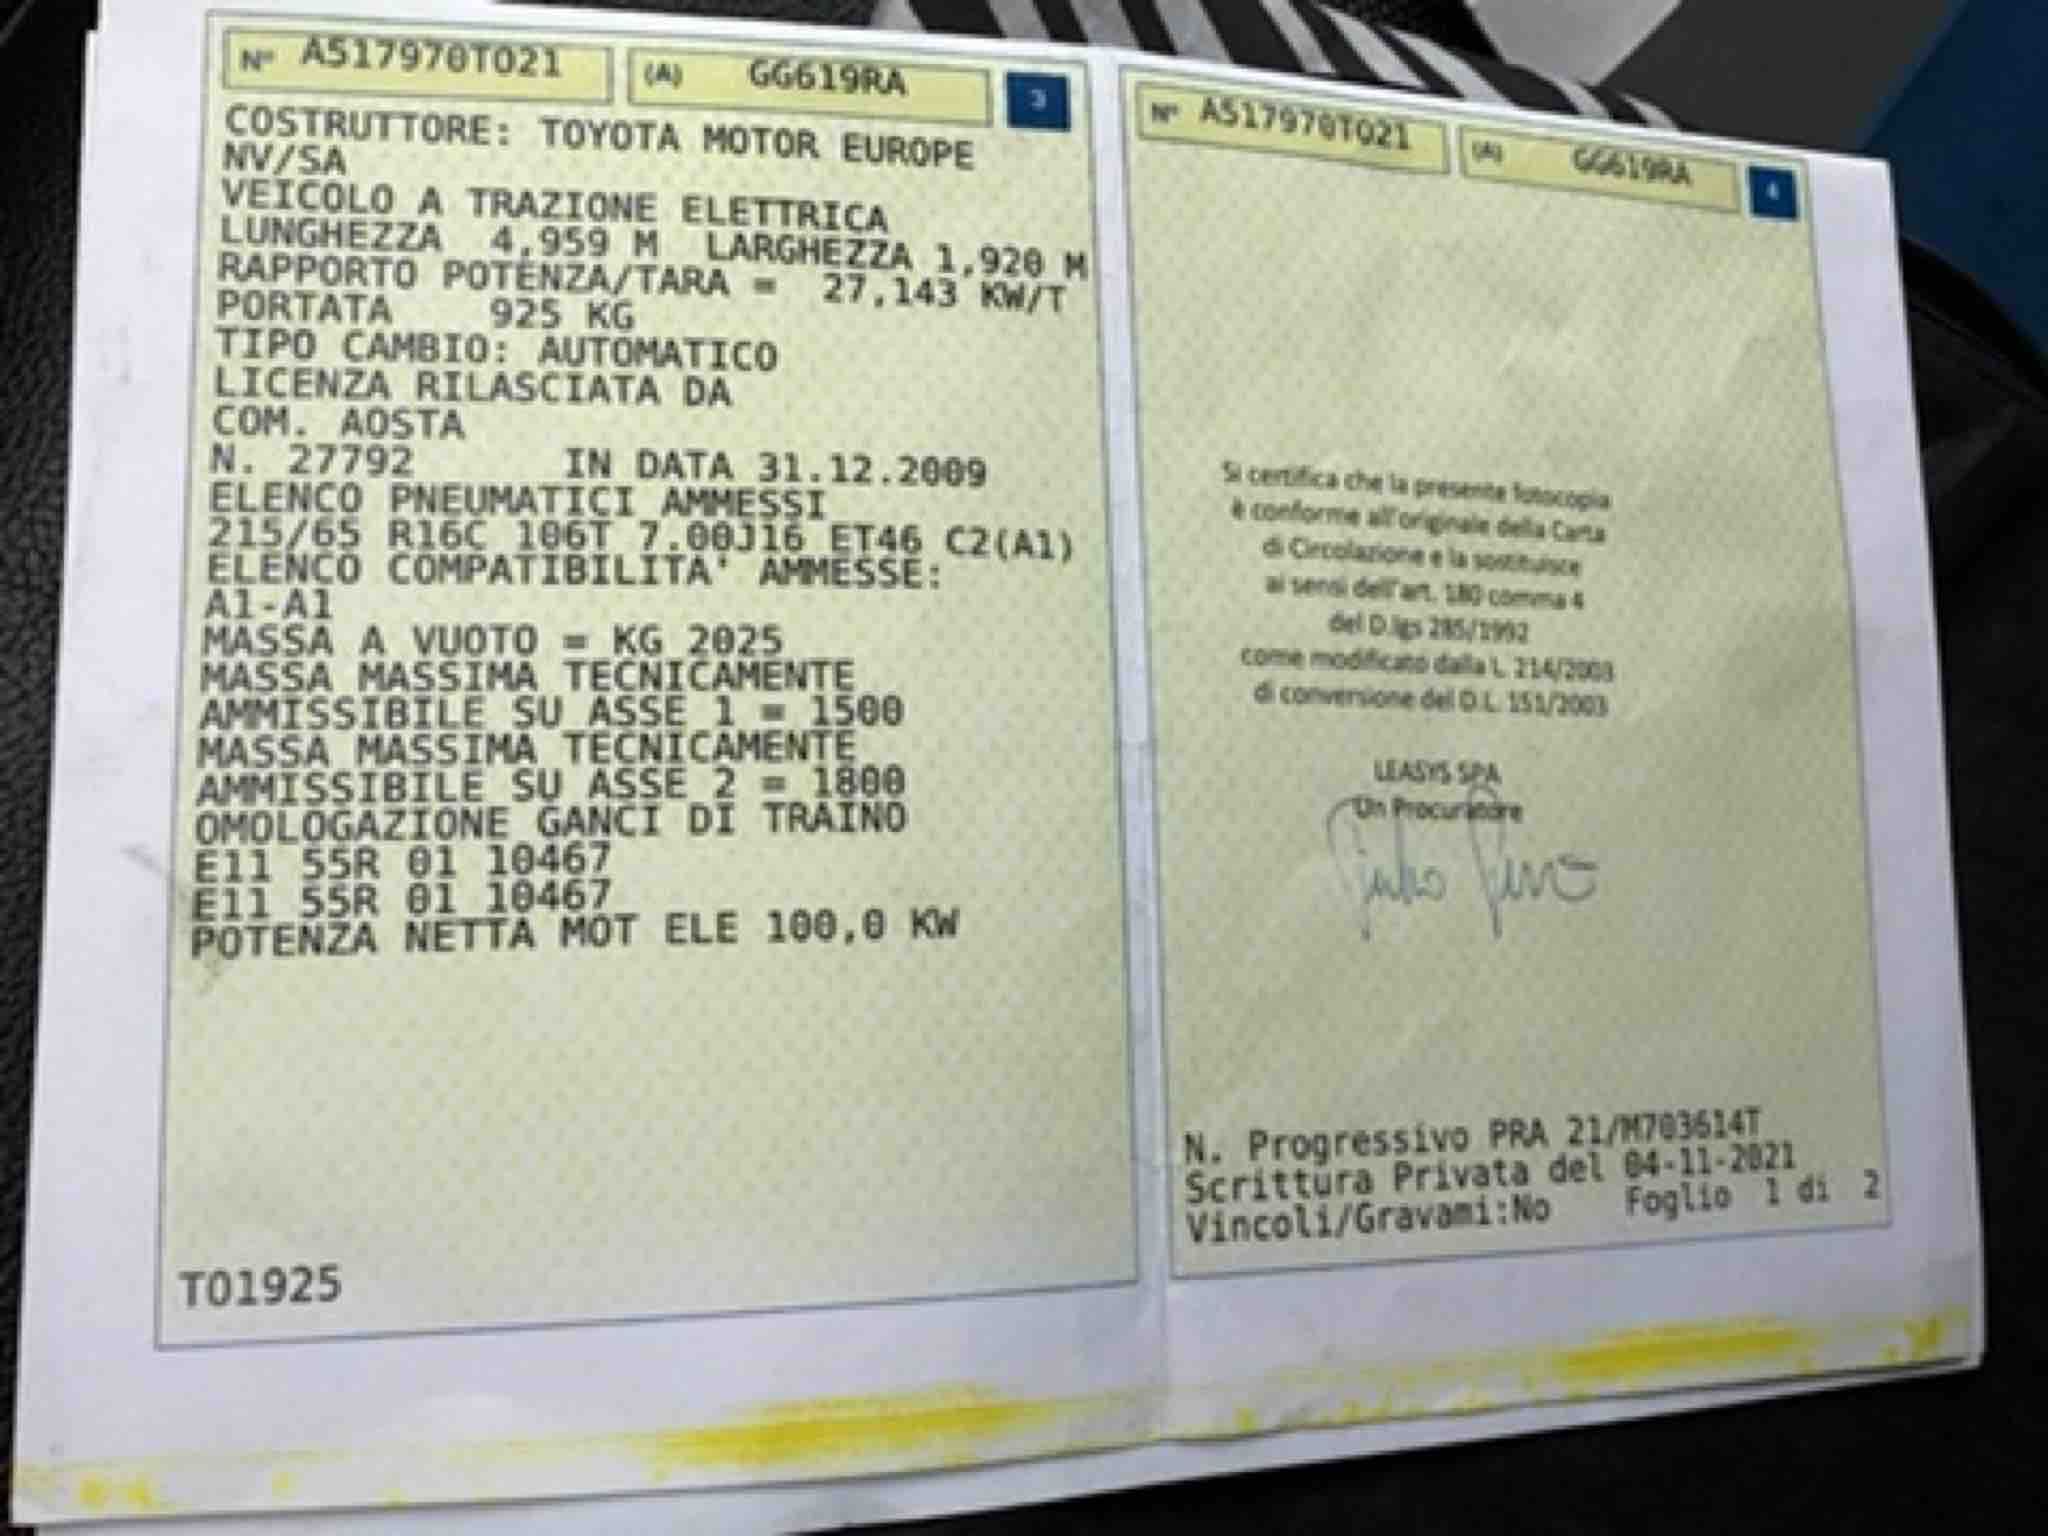 Nº A517970TO21 (A) GG619RA 3
COSTRUTTORE: TOYOTA MOTOR EUROPE
NV/SA
VEICOLO A TRAZIONE ELETTRICA
LUNGHEZZA 4,959 M LARGHEZZA 1,920 M
RAPPORTO POTENZA/TARA = 27,143 KW/T
PORTATA 925 KG
TIPO CAMBIO: AUTOMATICO
LICENZA RILASCIATA DA
COM. AOSTA
N. 27792 IN DATA 31.12.2009
ELENCO PNEUMATICI AMMESSI
215/65 R16C 106T 7.00J16 ET46 C2(A1)
ELENCO COMPATIBILITA' AMMESSE:
A1-A1
MASSA A VUOTO = KG 2025
MASSA MASSIMA TECNICAMENTE
AMMISSIBILE SU ASSE 1 = 1500
MASSA MASSIMA TECNICAMENTE
AMMISSIBILE SU ASSE 2 = 1800
OMOLOGAZIONE GANCI DI TRAINO
E11 55R 01 10467
E11 55R 01 10467
POTENZA NETTA MOT ELE 100,0 KW
TO1925
Nº A517970TO21 (A) GG619RA 4
Si certifica che la presente fotocopia
è conforme all'originale della Carta
di Circolazione e la sostituisce
ai sensi dell'art. 180 comma 4
del D.lgs 285/1992
come modificato dalla L. 214/2003
di conversione del D.L. 151/2003
LEASYS SPA
Un Procuratore
N. Progressivo PRA 21/M703614T
Scrittura Privata del 04-11-2021
Vincoli/Gravami:No Foglio 1 di 2